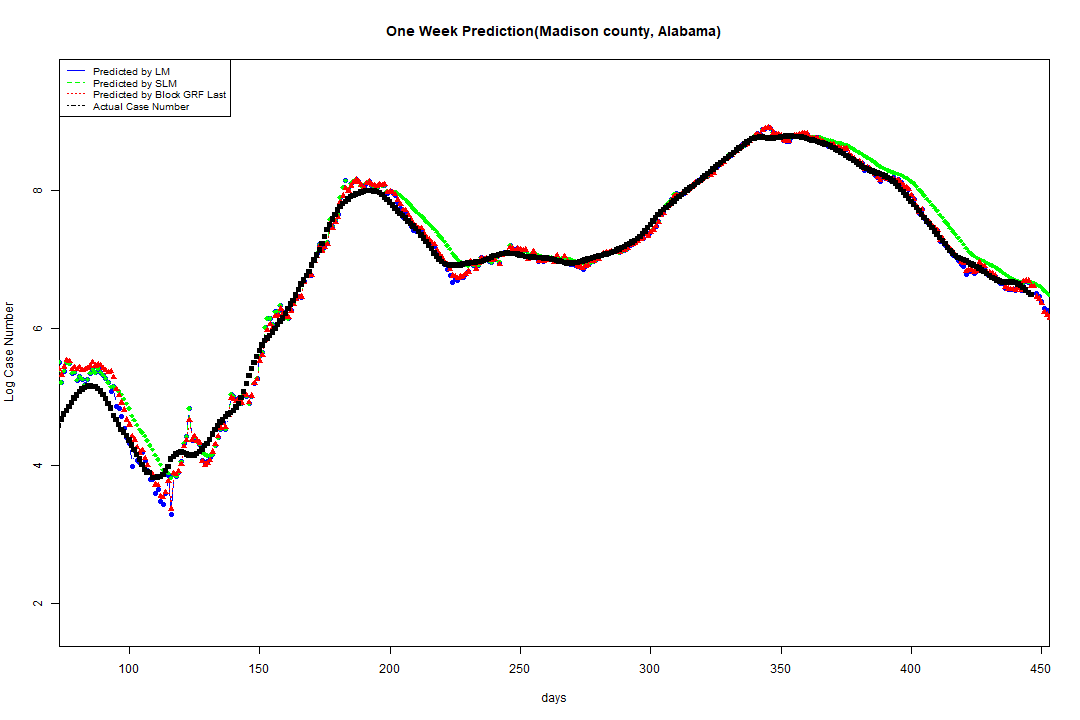 One Week Prediction(Madison county, Alabama)
Predicted by LM
Predicted by SLM
Predicted by Block GRF Last
Actual Case Number
8
6
4
2
Log Case Number
100 150 200 250 300 350 400 450
days